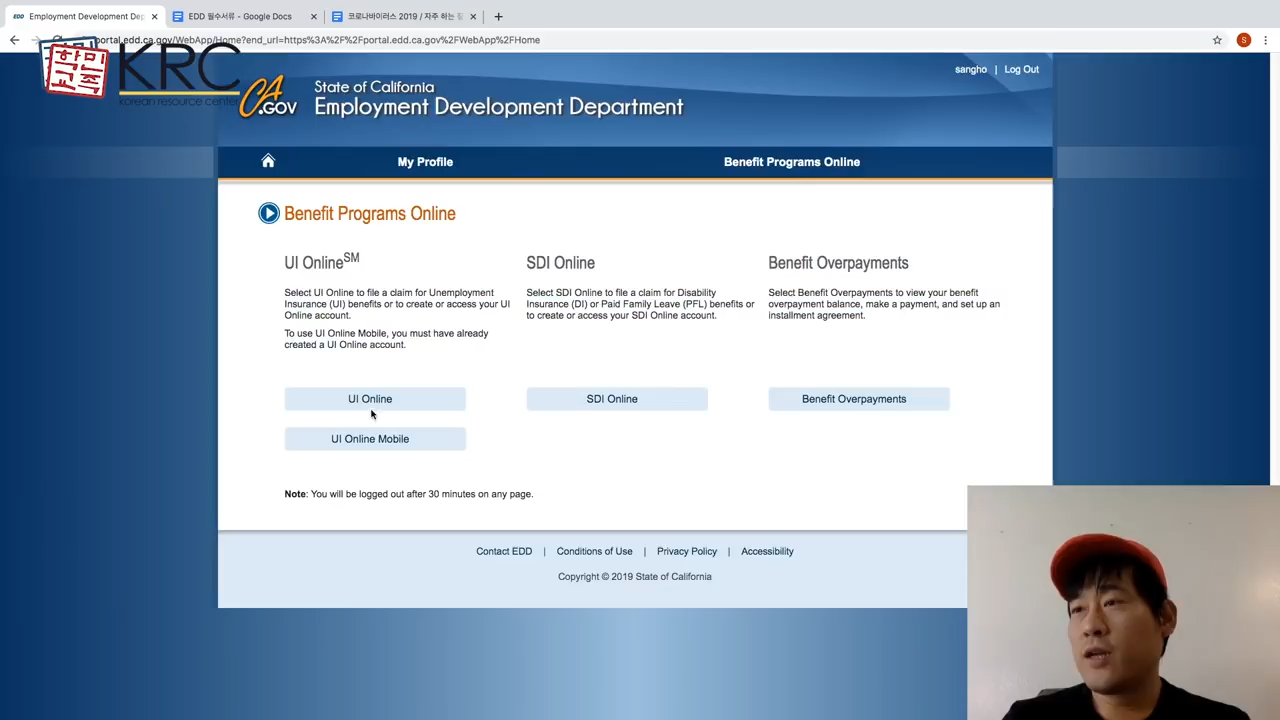 Employment Development Dep
EDD 필수서류 - Google Docs
코로나바이러스 2019 / 자주 하는 질
portal.edd.ca.gov/WebApp/Home?end_url=https%3A%2F%2Fportal.edd.ca.gov%2FWebApp%2FHome
S
민족
학교
KRC
korean resource center
CA
.GOV
State of California
Employment Development Department
sangho | Log Out
My Profile
Benefit Programs Online
Benefit Programs Online
UI OnlineSM
Select UI Online to file a claim for Unemployment
Insurance (UI) benefits or to create or access your UI
Online account.
To use UI Online Mobile, you must have already
created a UI Online account.
UI Online
UI Online Mobile
SDI Online
Select SDI Online to file a claim for Disability
Insurance (DI) or Paid Family Leave (PFL) benefits or
to create or access your SDI Online account.
SDI Online
Benefit Overpayments
Select Benefit Overpayments to view your benefit
overpayment balance, make a payment, and set up an
installment agreement.
Benefit Overpayments
Note: You will be logged out after 30 minutes on any page.
Contact EDD | Conditions of Use | Privacy Policy | Accessibility
Copyright © 2019 State of California